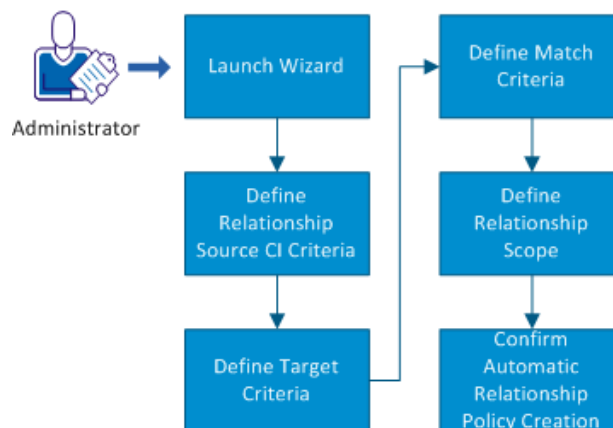 Administrator
Launch Wizard
Define
Relationship
Source CI Criteria
Define Target
Criteria
Define Match
Criteria
Define
Relationship
Scope
Confirm
Automatic
Relationship
Policy Creation